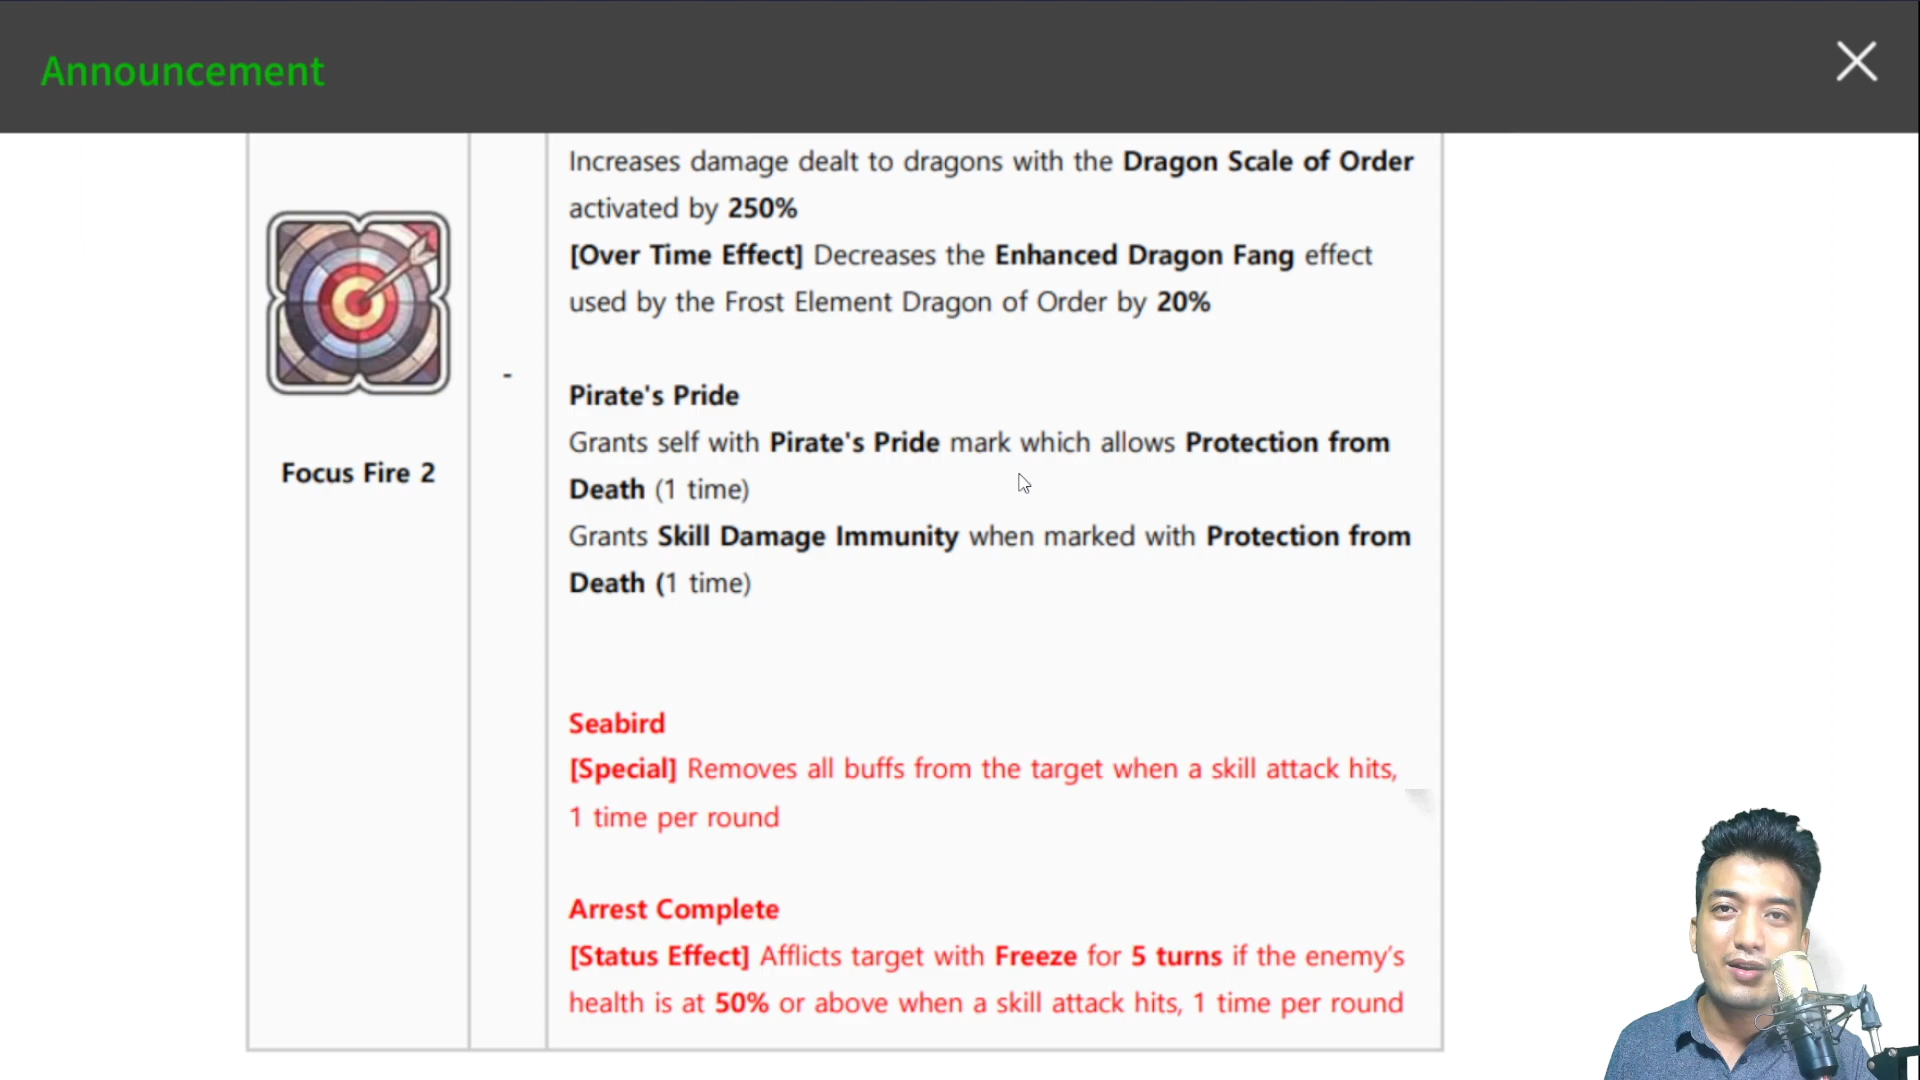 Announcement
Increases damage dealt to dragons with the Dragon Scale of Order
activated by 250%
[Over Time Effect] Decreases the Enhanced Dragon Fang effect
used by the Frost Element Dragon of Order by 20%
-
Pirate's Pride
Grants self with Pirate's Pride mark which allows Protection from
Focus Fire 2
Death (1 time)
Grants Skill Damage Immunity when marked with Protection from
Death (1 time)
Seabird
[Special] Removes all buffs from the target when a skill attack hits,
1 time per round
Arrest Complete
[Status Effect] Afflicts target with Freeze for 5 turns if the enemy's
health is at 50% or above when a skill attack hits, 1 time per round